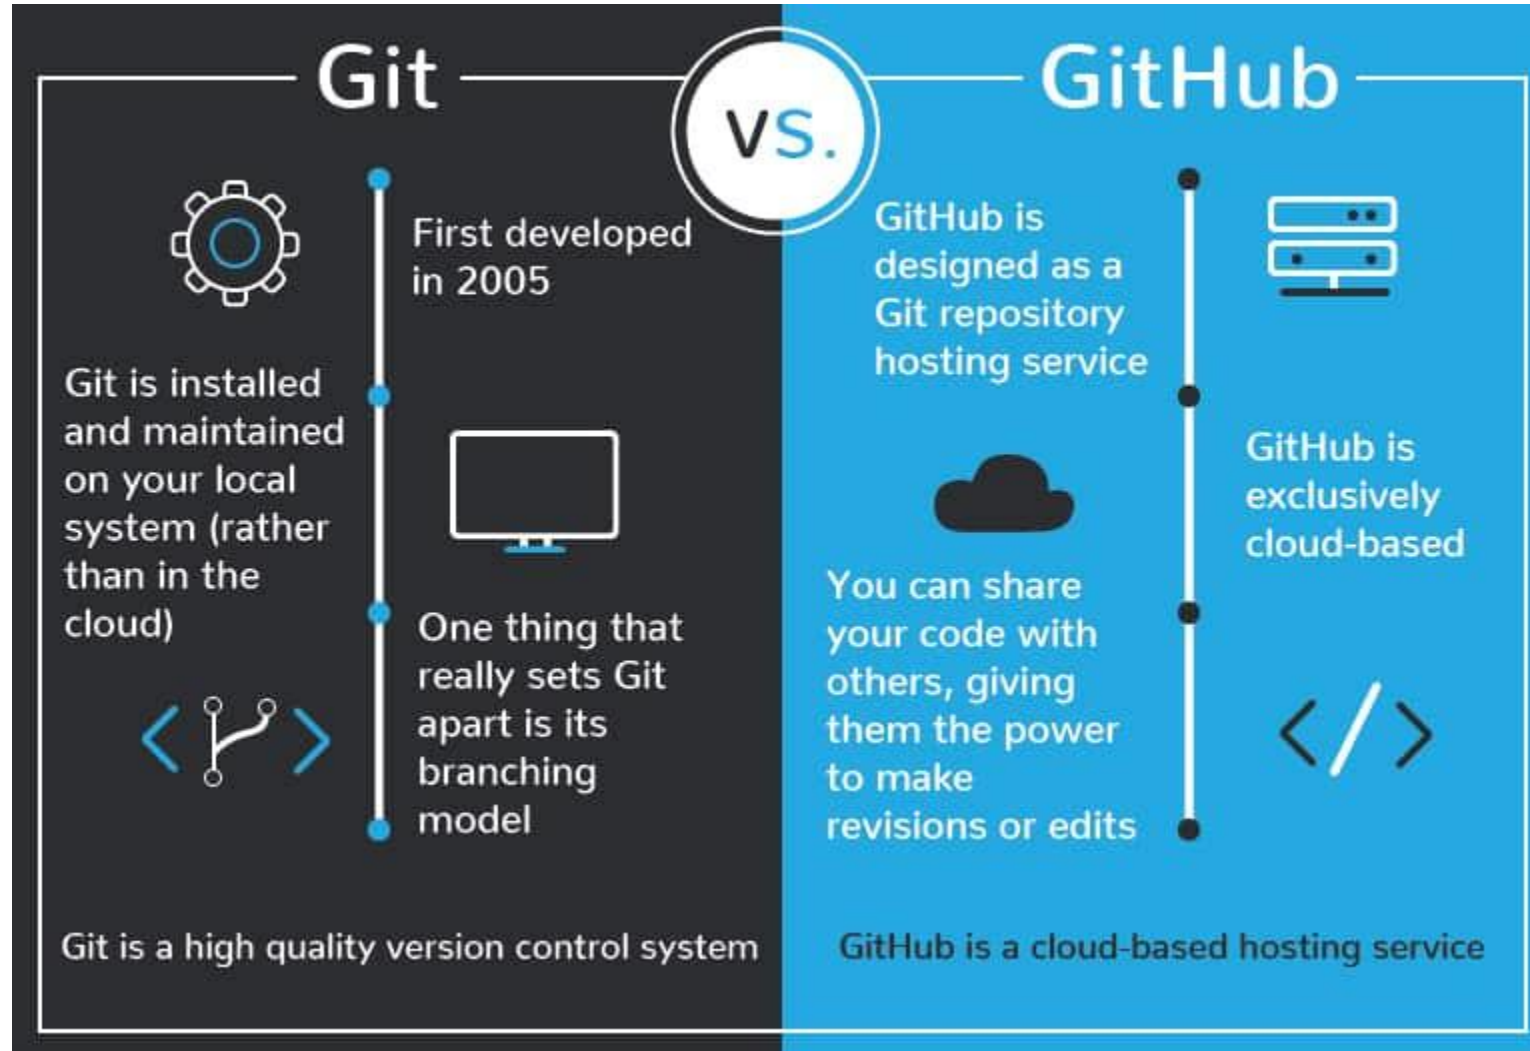 Git
vs.
GitHub
First developed
in 2005
Git is installed
and maintained
on your local
system (rather
than in the
cloud)
One thing that
really sets Git
apart is its
branching
model
Git is a high quality version control system
GitHub is
designed as a
Git repository
hosting service
GitHub is
exclusively
cloud-based
You can share
your code with
others, giving
them the power
to make
revisions or edits
GitHub is a cloud-based hosting service